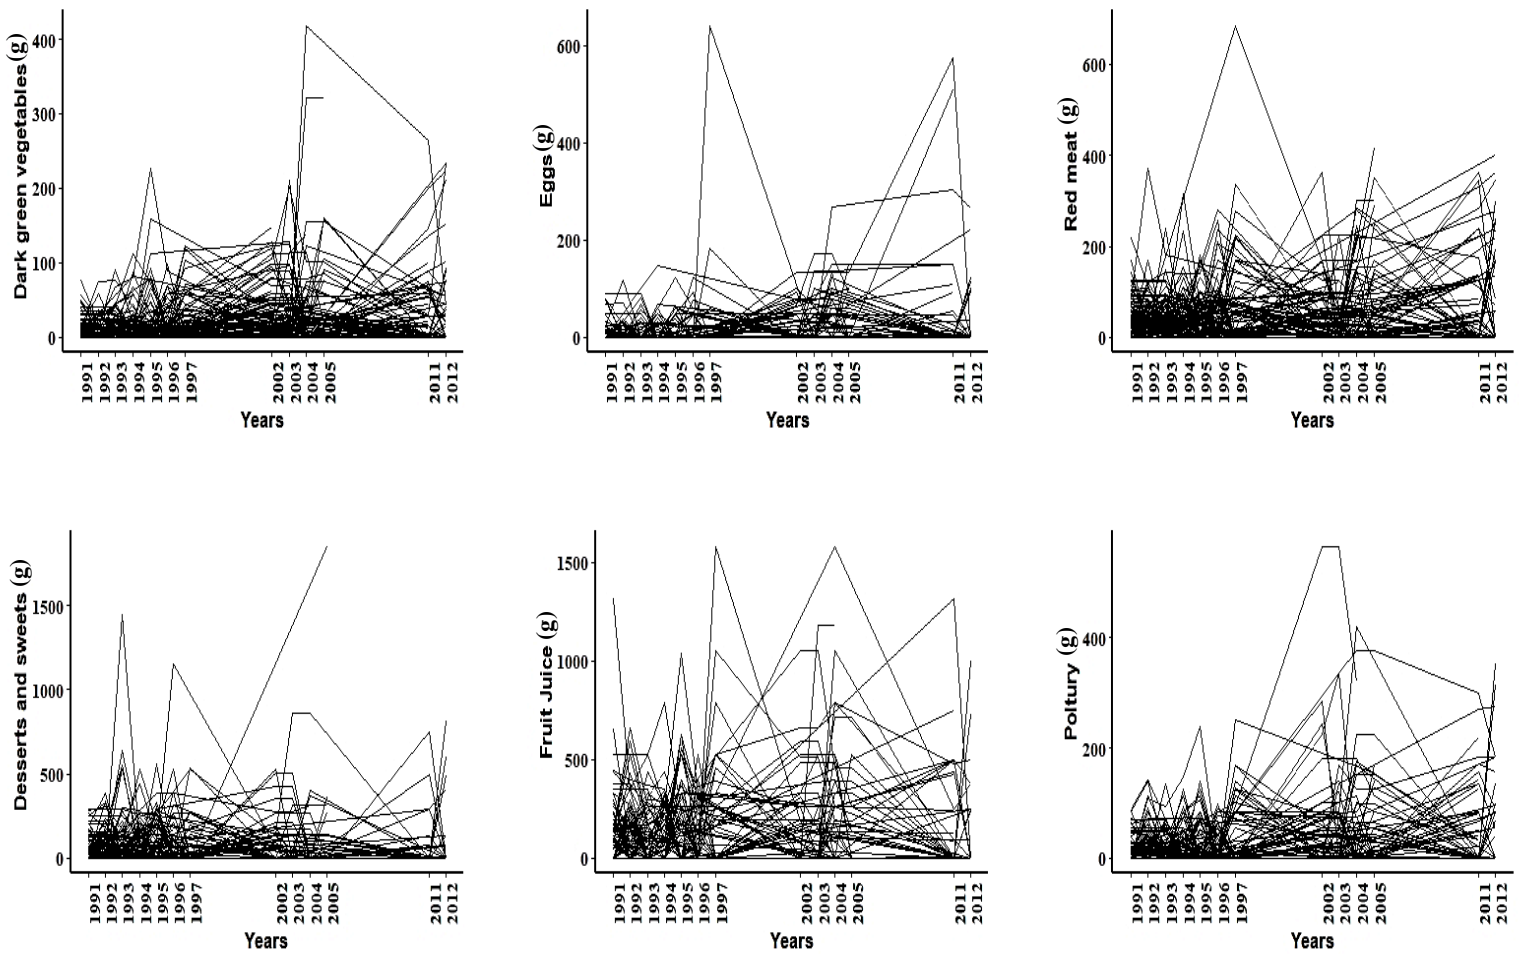 Dark green vegetables(g)
400
300
200
100
0
1991 1992 1993 1994 1995 1996 1997 2002 2003 2004 2005 2011 2012
Years
Eggs(g)
600
400
200
0
1991 1992 1993 1994 1995 1996 1997 2002 2003 2004 2005 2011 2012
Years
Red meat (g)
600
400
200
0
1991 1992 1993 1994 1995 1996 1997 2002 2003 2004 2005 2011 2012
Years
Desserts and sweets (g)
1500
1000
500
0
1991 1992 1993 1994 1995 1996 1997 2002 2003 2004 2005 2011 2012
Years
Fruit Juice (g)
1500
1000
500
0
1991 1992 1993 1994 1995 1996 1997 2002 2003 2004 2005 2011 2012
Years
Poltury (g)
400
200
0
1991 1992 1993 1994 1995 1996 1997 2002 2003 2004 2005 2011 2012
Years